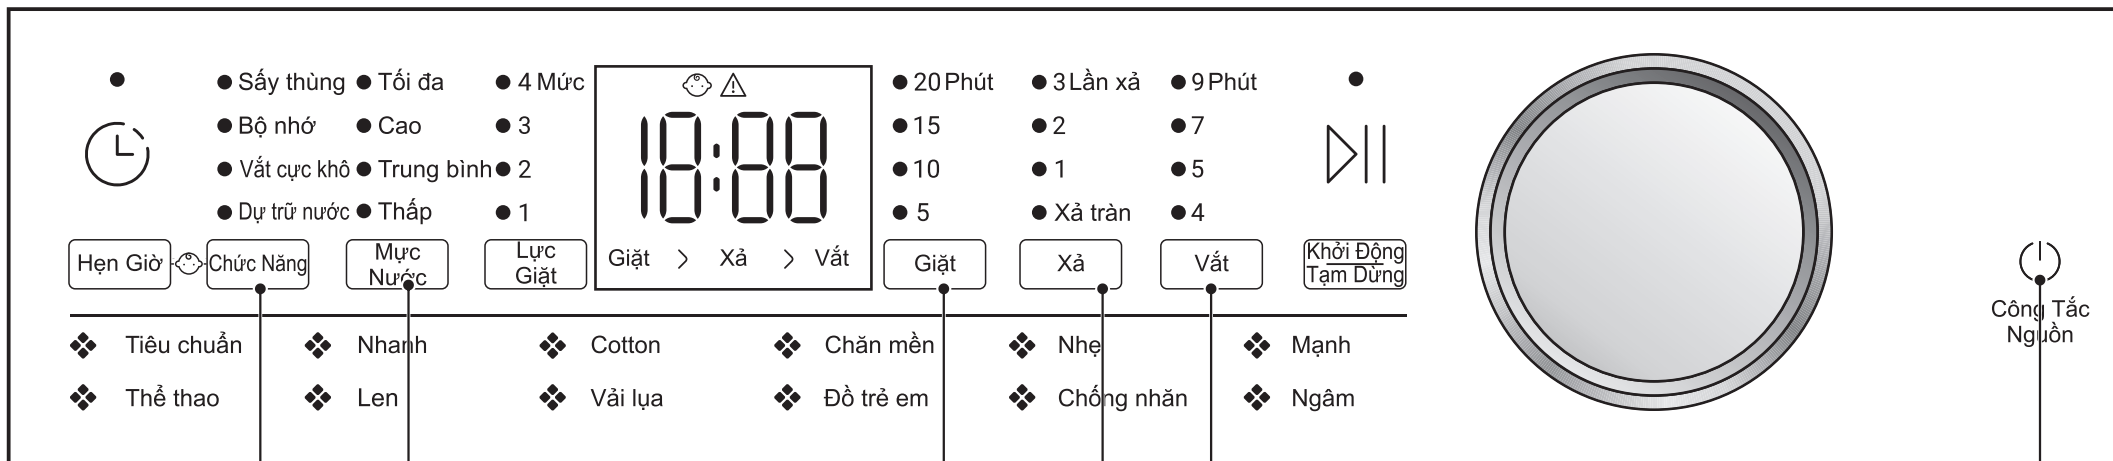 Sấy thùng Tối đa 4 Mức 20 Phút 3 Lần xả 9 Phút
Bộ nhớ Cao 3 15 2 7
Vắt cực khô Trung bình 2 10 1 5
Dự trữ nước Thấp 1 5 Xả tràn 4
18:88
Giặt > Xả > Vắt
Hẹn Giờ Chức Năng Mực Nước Lực Giặt Giặt Xả Vắt Khởi Động Tạm Dừng
Công Tắc
Nguồn
Tiêu chuẩn Nhanh Cotton Chăn mền Nhẹ Mạnh
Thể thao Len Vải lụa Đồ trẻ em Chống nhăn Ngâm